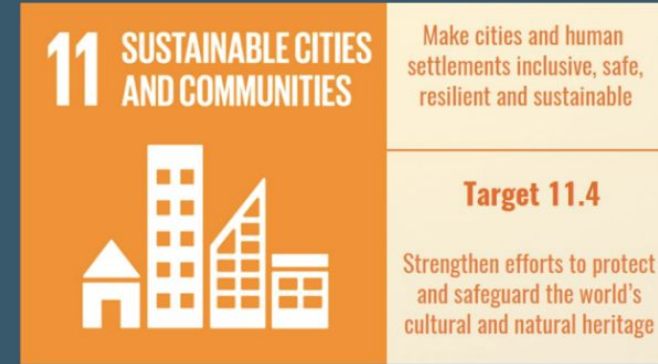 11 SUSTAINABLE CITIES
AND COMMUNITIES
Make cities and human
settlements inclusive, safe,
resilient and sustainable
Target 11.4
Strengthen efforts to protect
and safeguard the world's
cultural and natural heritage